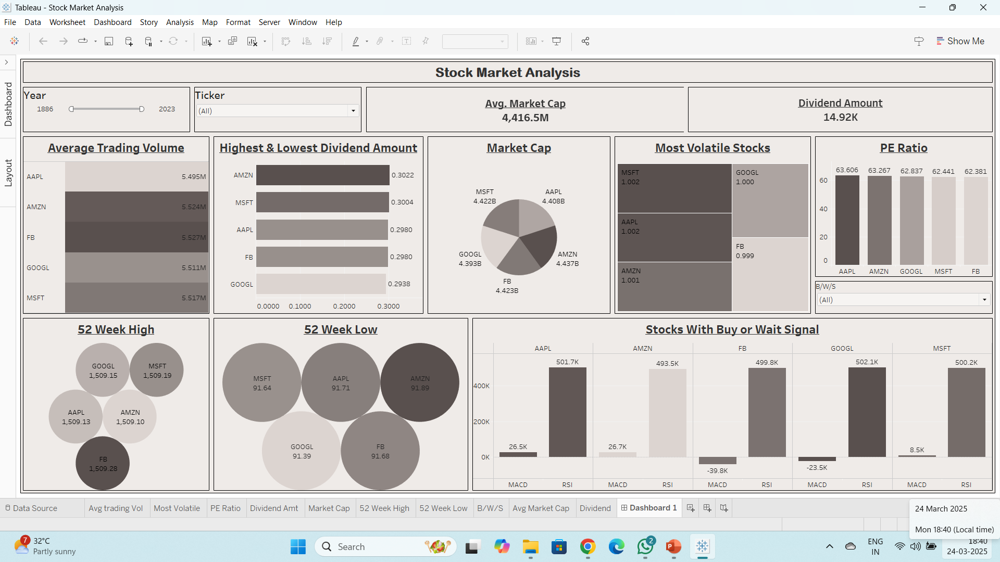 Tableau - Stock Market Analysis
File Data Worksheet Dashboard Story Analysis Map Format Server Window Help
Show Me
Dashboard
Layout
Stock Market Analysis
Year
1886 2023
Ticker
(All)
Avg. Market Cap
4,416.5M
Dividend Amount
14.92K
Average Trading Volume
AAPL 5.495M
AMZN 5.524M
FB 5.527M
GOOGL 5.511M
MSFT 5.517M
Highest & Lowest Dividend Amount
AMZN 0.3022
MSFT 0.3004
AAPL 0.2980
FB 0.2980
GOOGL 0.2938
0.0000 0.1000 0.2000 0.3000
Market Cap
MSFT
4.422B
AAPL
4.408B
GOOGL
4.393B
AMZN
4.437B
FB
4.423B
Most Volatile Stocks
MSFT
1.002
AAPL
1.002
AMZN
1.001
GOOGL
1.000
FB
0.999
PE Ratio
63.606 63.267 62.837 62.441 62.381
60
40
20
0
AAPL AMZN GOOGL MSFT FB
B/W/S
(All)
52 Week High
GOOGL
1,509.15
MSFT
1,509.19
AAPL
1,509.13
AMZN
1,509.10
FB
1,509.28
52 Week Low
MSFT
91.64
AAPL
91.71
AMZN
91.89
GOOGL
91.39
FB
91.68
Stocks With Buy or Wait Signal
AAPL AMZN FB GOOGL MSFT
501.7K 493.5K 499.8K 502.1K 500.2K
400K
200K
0K
26.5K 26.7K -39.8K -23.5K 8.5K
MACD RSI MACD RSI MACD RSI MACD RSI MACD RSI
Data Source Avg trading Vol Most Volatile PE Ratio Dividend Amt Market Cap 52 Week High 52 Week Low B/W/S Avg Market Cap Dividend Dashboard 1
24 March 2025
Mon 18:40 (Local time)
7
32°C
Partly sunny
Search
2
ENG
IN
18:40
24-03-2025